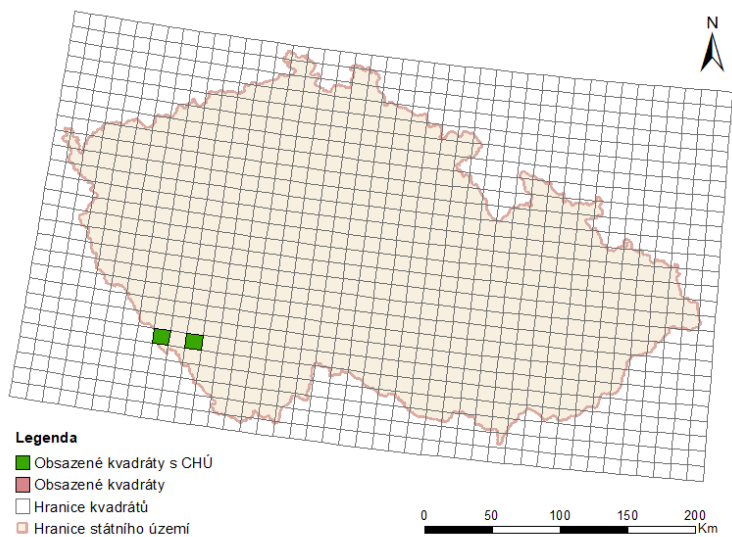 N
Legenda
Obsazené kvadráty s CHÚ
Obsazené kvadráty
Hranice kvadrátů
Hranice státního území
0 50 100 150 200
Km